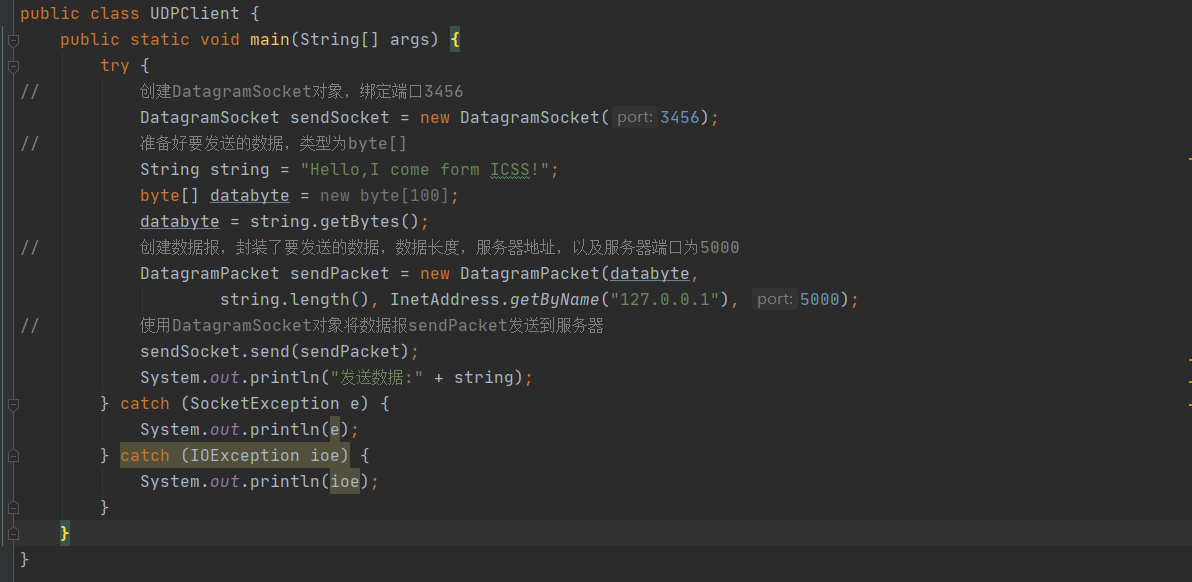 public class UDPClient {
public static void main(String[] args) {
try {
// 创建DatagramSocket对象，绑定端口3456
DatagramSocket sendSocket = new DatagramSocket( port: 3456);
// 准备好要发送的数据，类型为byte[]
String string = "Hello,I come form ICSS!";
byte[] databyte = new byte[100];
databyte = string.getBytes();
// 创建数据报，封装了要发送的数据，数据长度，服务器地址，以及服务器端口为5000
DatagramPacket sendPacket = new DatagramPacket(databyte,
string.length(), InetAddress.getByName("127.0.0.1"), port: 5000);
// 使用DatagramSocket对象将数据报sendPacket发送到服务器
sendSocket.send(sendPacket);
System.out.println("发送数据:" + string);
} catch (SocketException e) {
System.out.println(e);
} catch (IOException ioe) {
System.out.println(ioe);
}
}
}